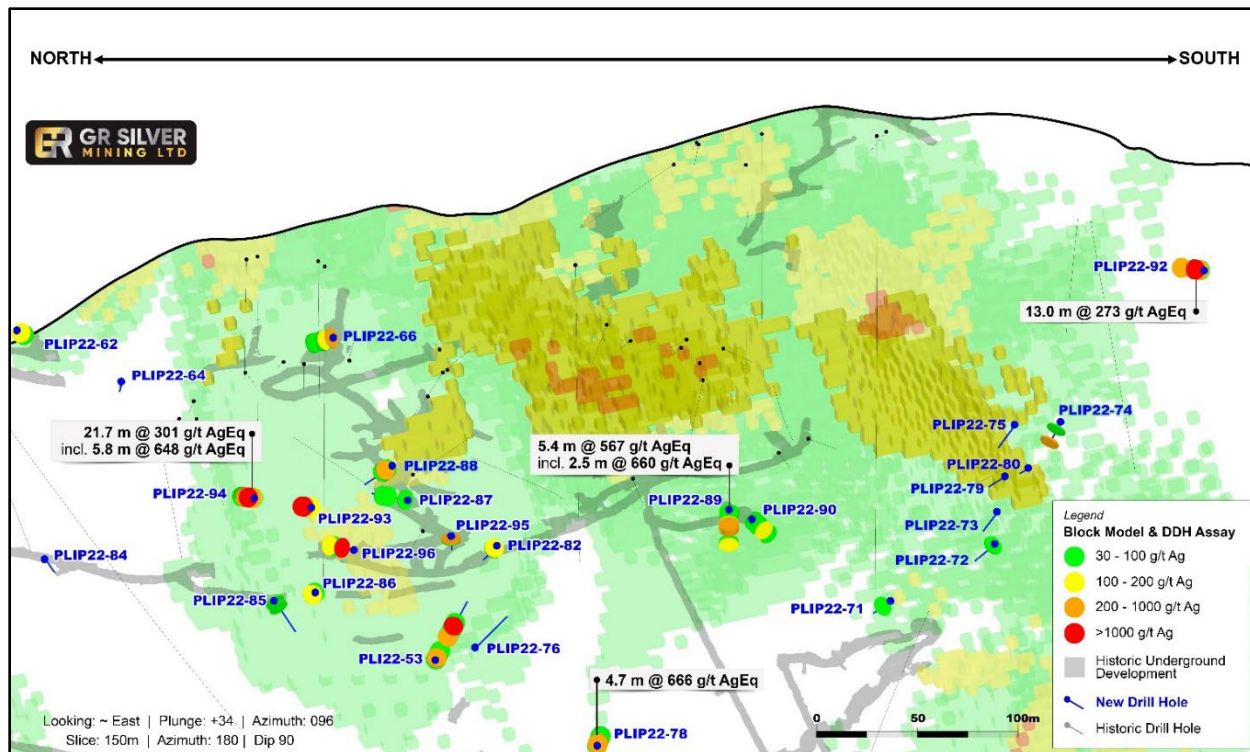 NORTH
SOUTH
GR SILVER
MINING LTD
PLIP22-92
13.0 m @ 273 g/t AgEq
PLIP22-62
PLIP22-66
PLIP22-64
PLIP22-74
21.7 m @ 301 g/t AgEq
incl. 5.8 m @ 648 g/t AgEq
5.4 m @ 567 g/t AgEq
incl. 2.5 m @ 660 g/t AgEq
PLIP22-75
PLIP22-88
PLIP22-80
PLIP22-79
PLIP22-94
PLIP22-87
PLIP22-89
PLIP22-90
PLIP22-93
PLIP22-95
PLIP22-73
PLIP22-96
PLIP22-82
PLIP22-84
PLIP22-72
PLIP22-86
PLIP22-85
PLIP22-71
PLI22-53
PLIP22-76
4.7 m @ 666 g/t AgEq
PLIP22-78
Legend
Block Model & DDH Assay
30 - 100 g/t Ag
100 - 200 g/t Ag
200 - 1000 g/t Ag
>1000 g/t Ag
Historic Underground
Development
New Drill Hole
Historic Drill Hole
0 50 100m
Looking: ~ East | Plunge: +34 | Azimuth: 096
Slice: 150m | Azimuth: 180 | Dip 90